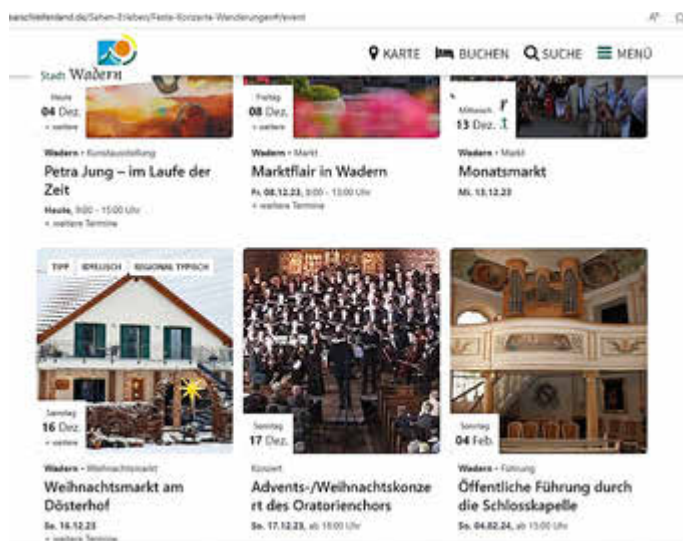 KARTE BUCHEN SUCHE MENÜ
Stadt Wadern
Heute
04 Dez.
+ weitere
Wadern • Kunstausstellung
Petra Jung – im Laufe der
Zeit
Heute, 9:00 - 15:00 Uhr
+ weitere Termine
Freitag
08 Dez.
+ weitere
Wadern • Markt
Marktflair in Wadern
Fr. 08.12.23, 8:00 - 13:00 Uhr
+ weitere Termine
Mittwoch
13 Dez.
Wadern • Markt
Monatsmarkt
Mi. 13.12.23
TIPP IDYLLISCH REGIONAL TYPISCH
Samstag
16 Dez.
+ weitere
Wadern • Weihnachtsmarkt
Weihnachtsmarkt am
Dösterhof
Sa. 16.12.23
+ weitere Termine
Sonntag
17 Dez.
Konzert
Advents-/Weihnachtskonze
rt des Oratorienchors
So. 17.12.23, ab
Sonntag
04 Feb.
Wadern • Führung
Öffentliche Führung durch
die Schlosskapelle
So. 04.02.24, ab 15:00 Uhr